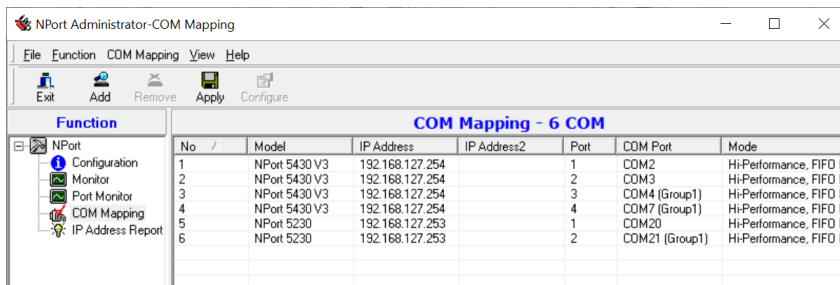 NPort Administrator-COM Mapping
File Function COM Mapping View Help
Exit Add Remove Apply Configure
Function
COM Mapping - 6 COM
NPort
Configuration
Monitor
Port Monitor
COM Mapping
IP Address Report
No / Model IP Address IP Address2 Port COM Port Mode
1 NPort 5430 V3 192.168.127.254 1 COM2 Hi-Performance, FIFO
2 NPort 5430 V3 192.168.127.254 2 COM3 Hi-Performance, FIFO
3 NPort 5430 V3 192.168.127.254 3 COM4 (Group1) Hi-Performance, FIFO
4 NPort 5430 V3 192.168.127.254 4 COM7 (Group1) Hi-Performance, FIFO
5 NPort 5230 192.168.127.253 1 COM20 Hi-Performance, FIFO
6 NPort 5230 192.168.127.253 2 COM21 (Group1) Hi-Performance, FIFO